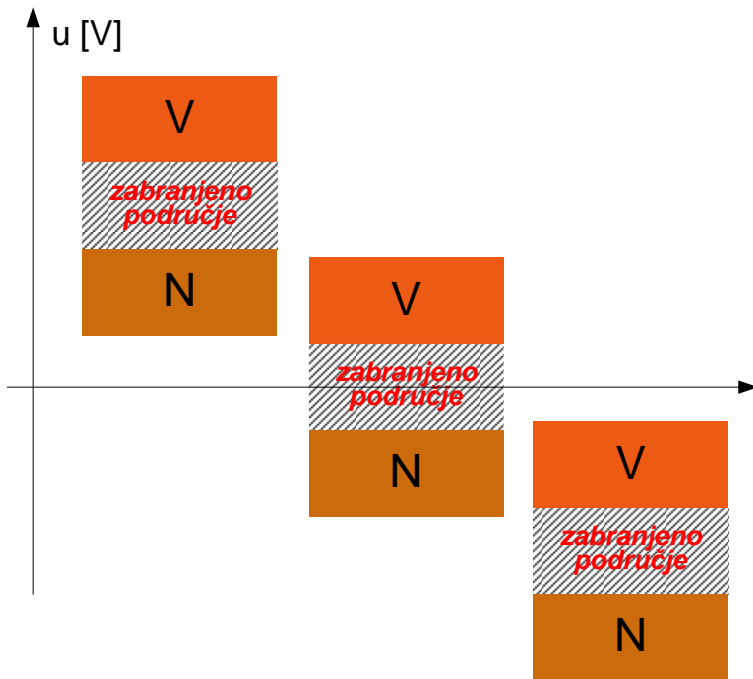 u [V]
V
zabranjeno
područje
N
V
zabranjeno
područje
N
V
zabranjeno
područje
N